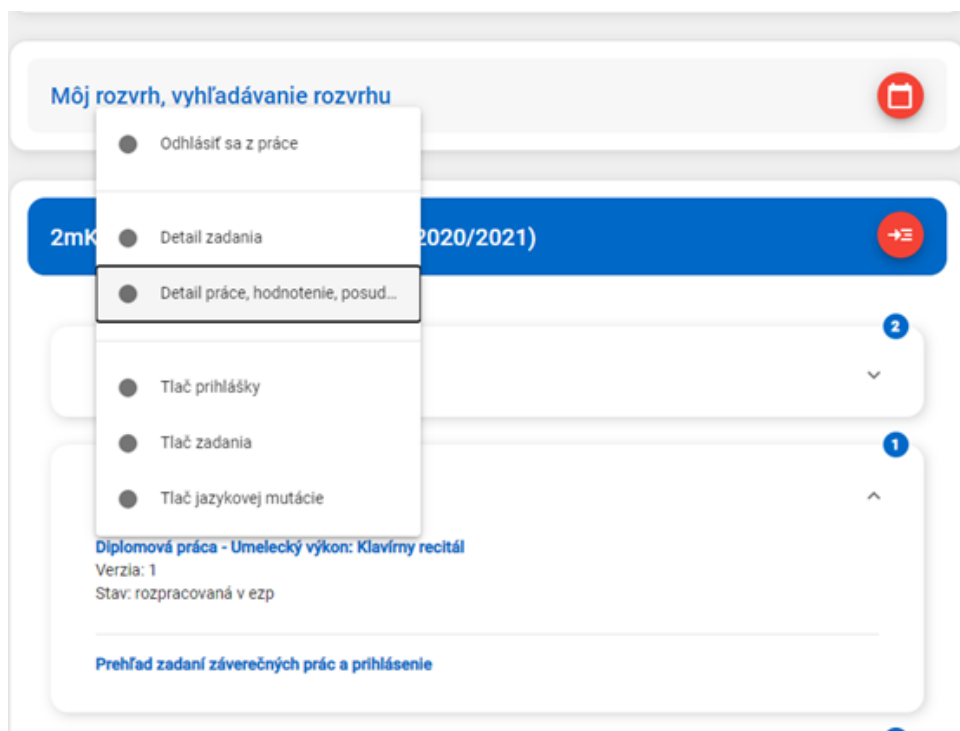 Môj rozvrh, vyhľadávanie rozvrhu
Odhlásiť sa z práce
2mK
2020/2021)
Detail zadania
Detail práce, hodnotenie, posud...
2
Tlač prihlášky
Tlač zadania
1
Tlač jazykovej mutácie
Diplomová práca - Umelecký výkon: Klavírny recitál
Verzia: 1
Stav: rozpracovaná v ezp
Prehľad zadaní záverečných prác a prihlásenie